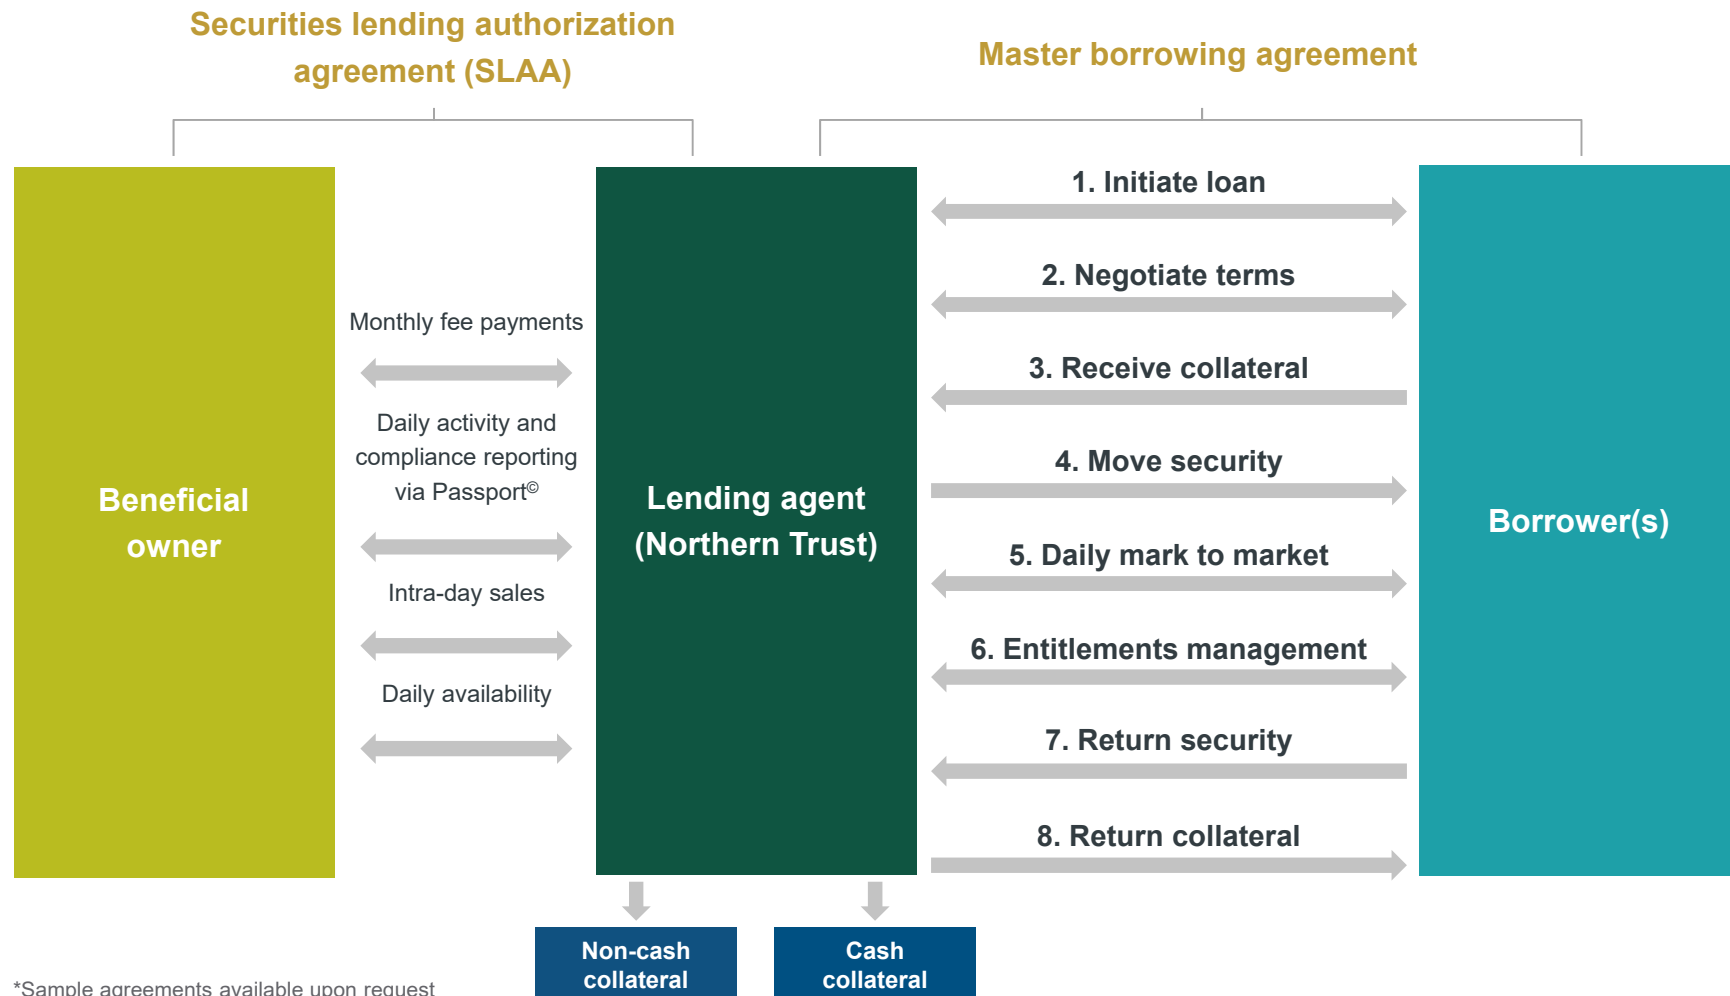 Securities lending authorization
agreement (SLAA)
Master borrowing agreement
Beneficial
owner
Monthly fee payments
Daily activity and
compliance reporting
via Passport©
Intra-day sales
Daily availability
Lending agent
(Northern Trust)
1. Initiate loan
2. Negotiate terms
3. Receive collateral
4. Move security
5. Daily mark to market
6. Entitlements management
7. Return security
8. Return collateral
Borrower(s)
Non-cash
collateral
Cash
collateral
*Sample agreements available upon request